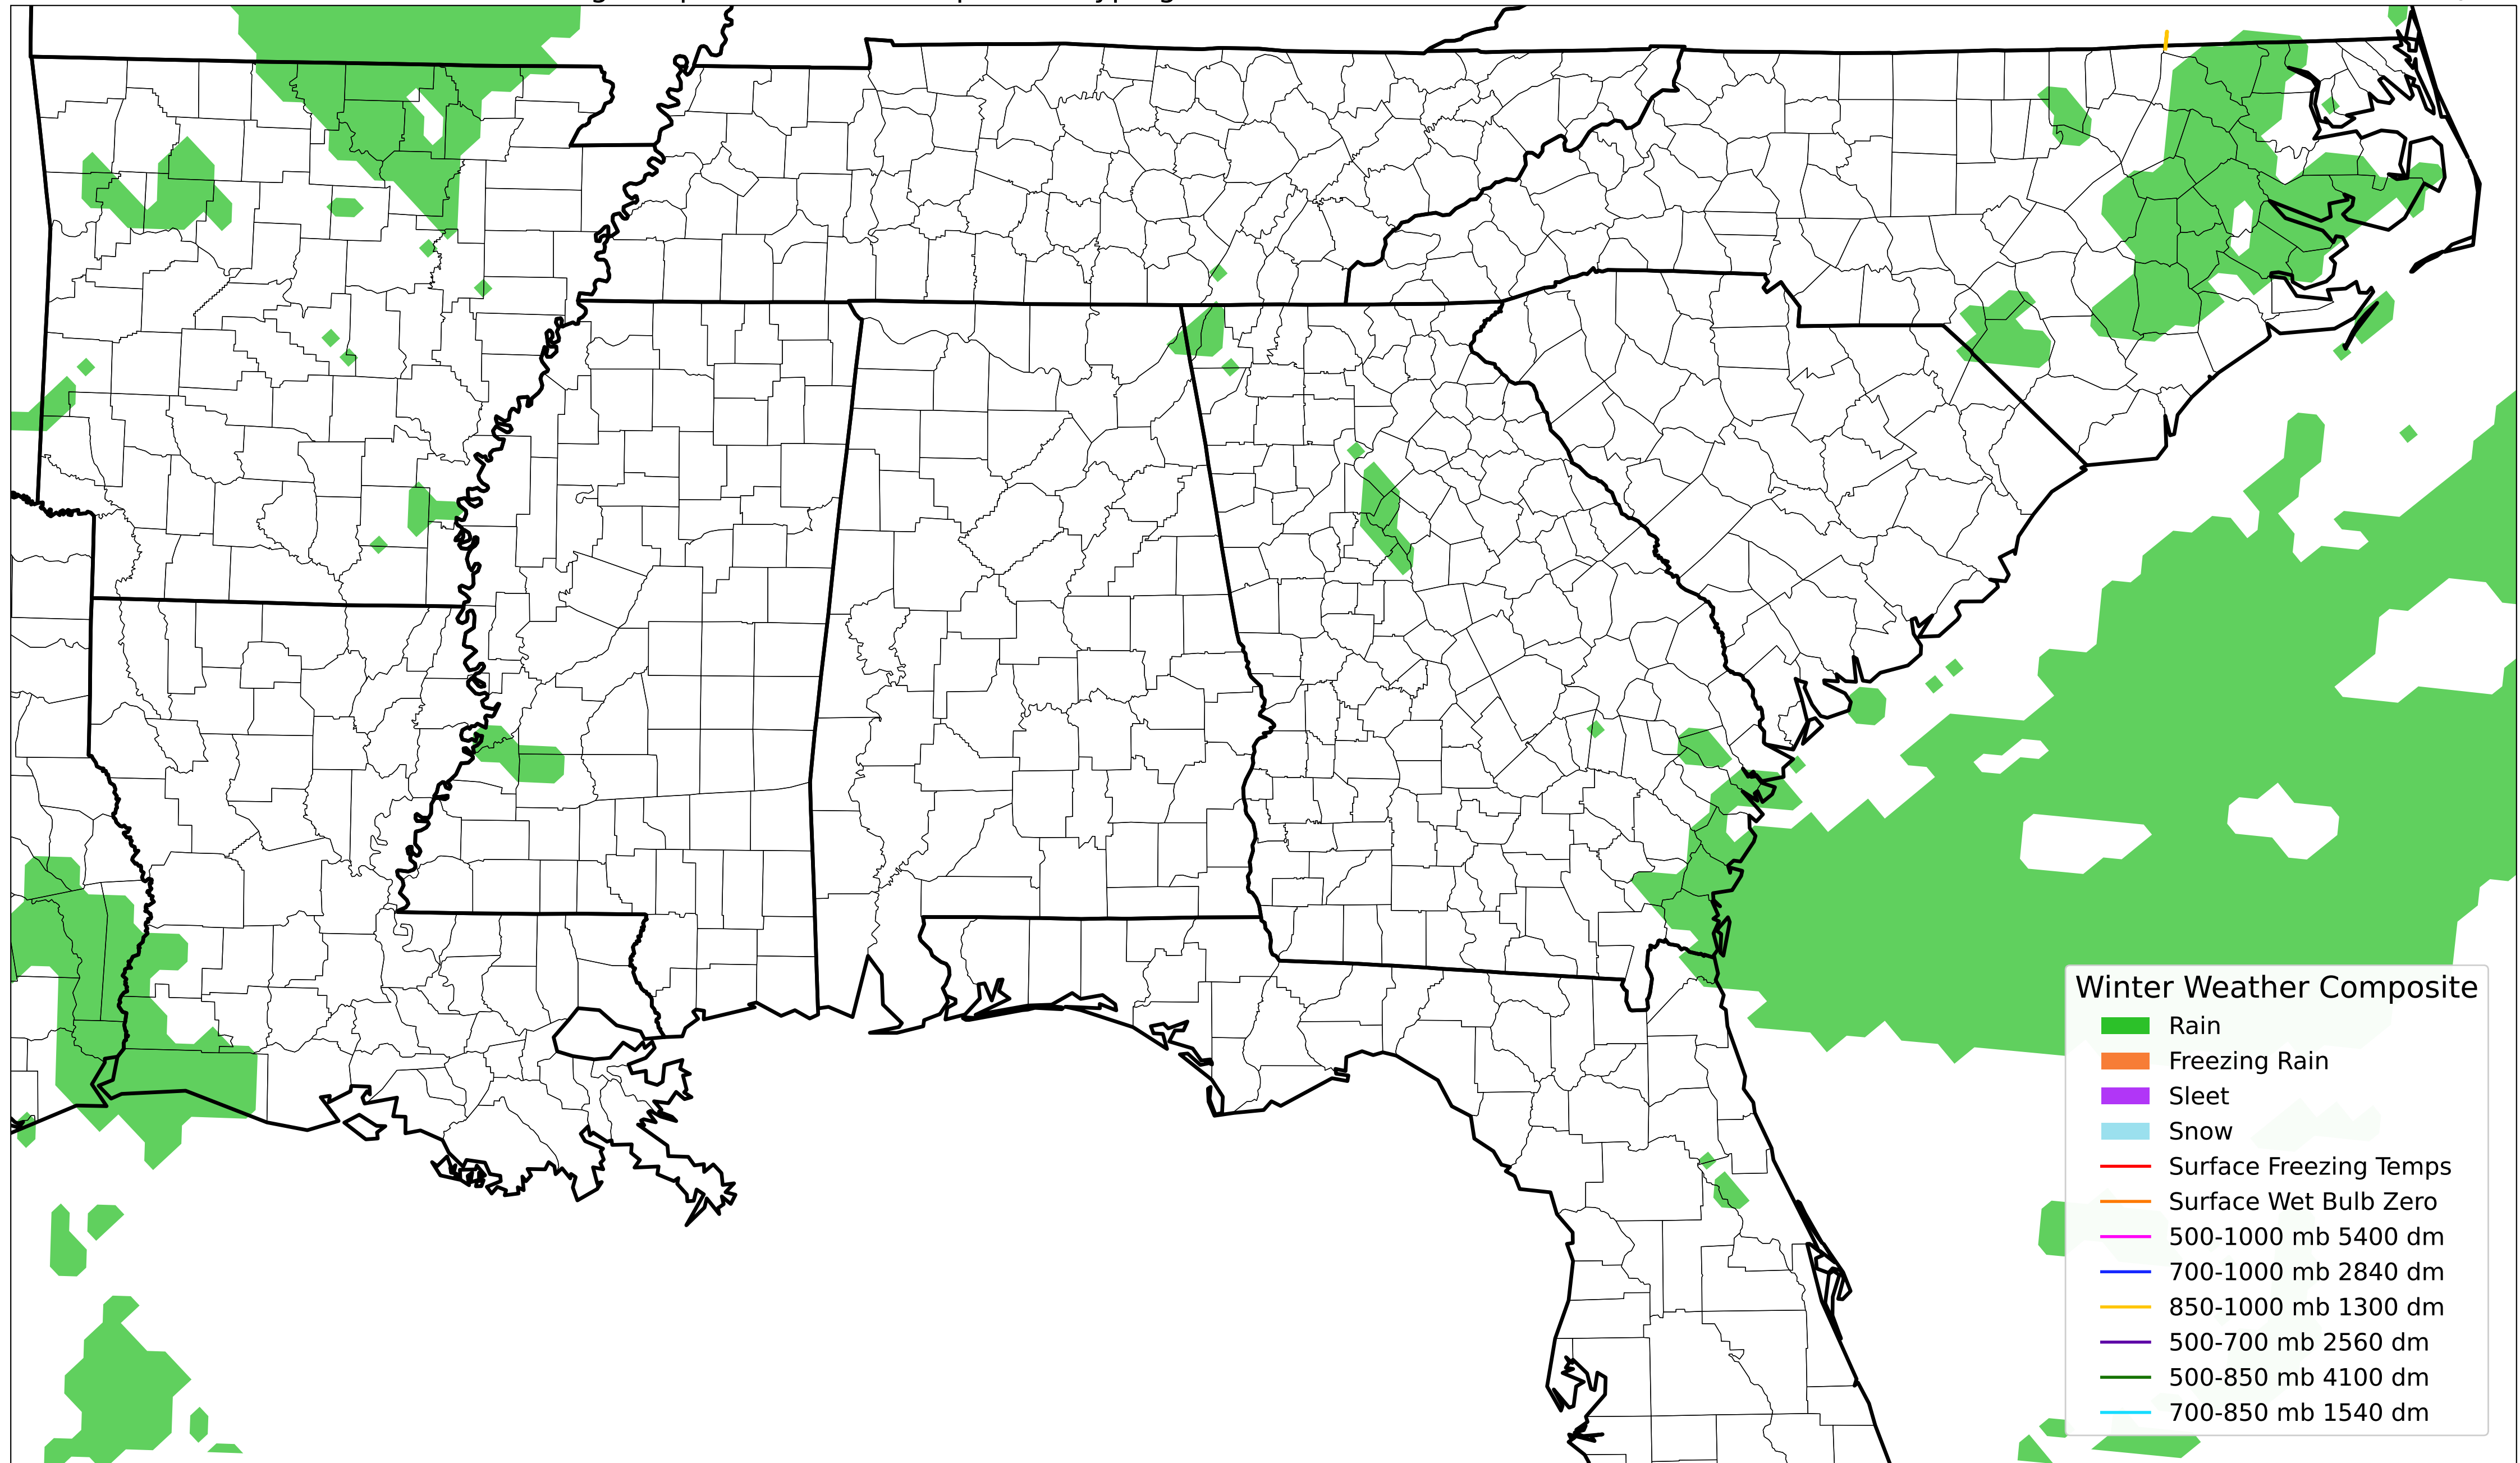 Winter Weather Composite
Rain
Freezing Rain
Sleet
Snow
Surface Freezing Temps
Surface Wet Bulb Zero
500-1000 mb 5400 dm
700-1000 mb 2840 dm
850-1000 mb 1300 dm
500-700 mb 2560 dm
500-850 mb 4100 dm
700-850 mb 1540 dm